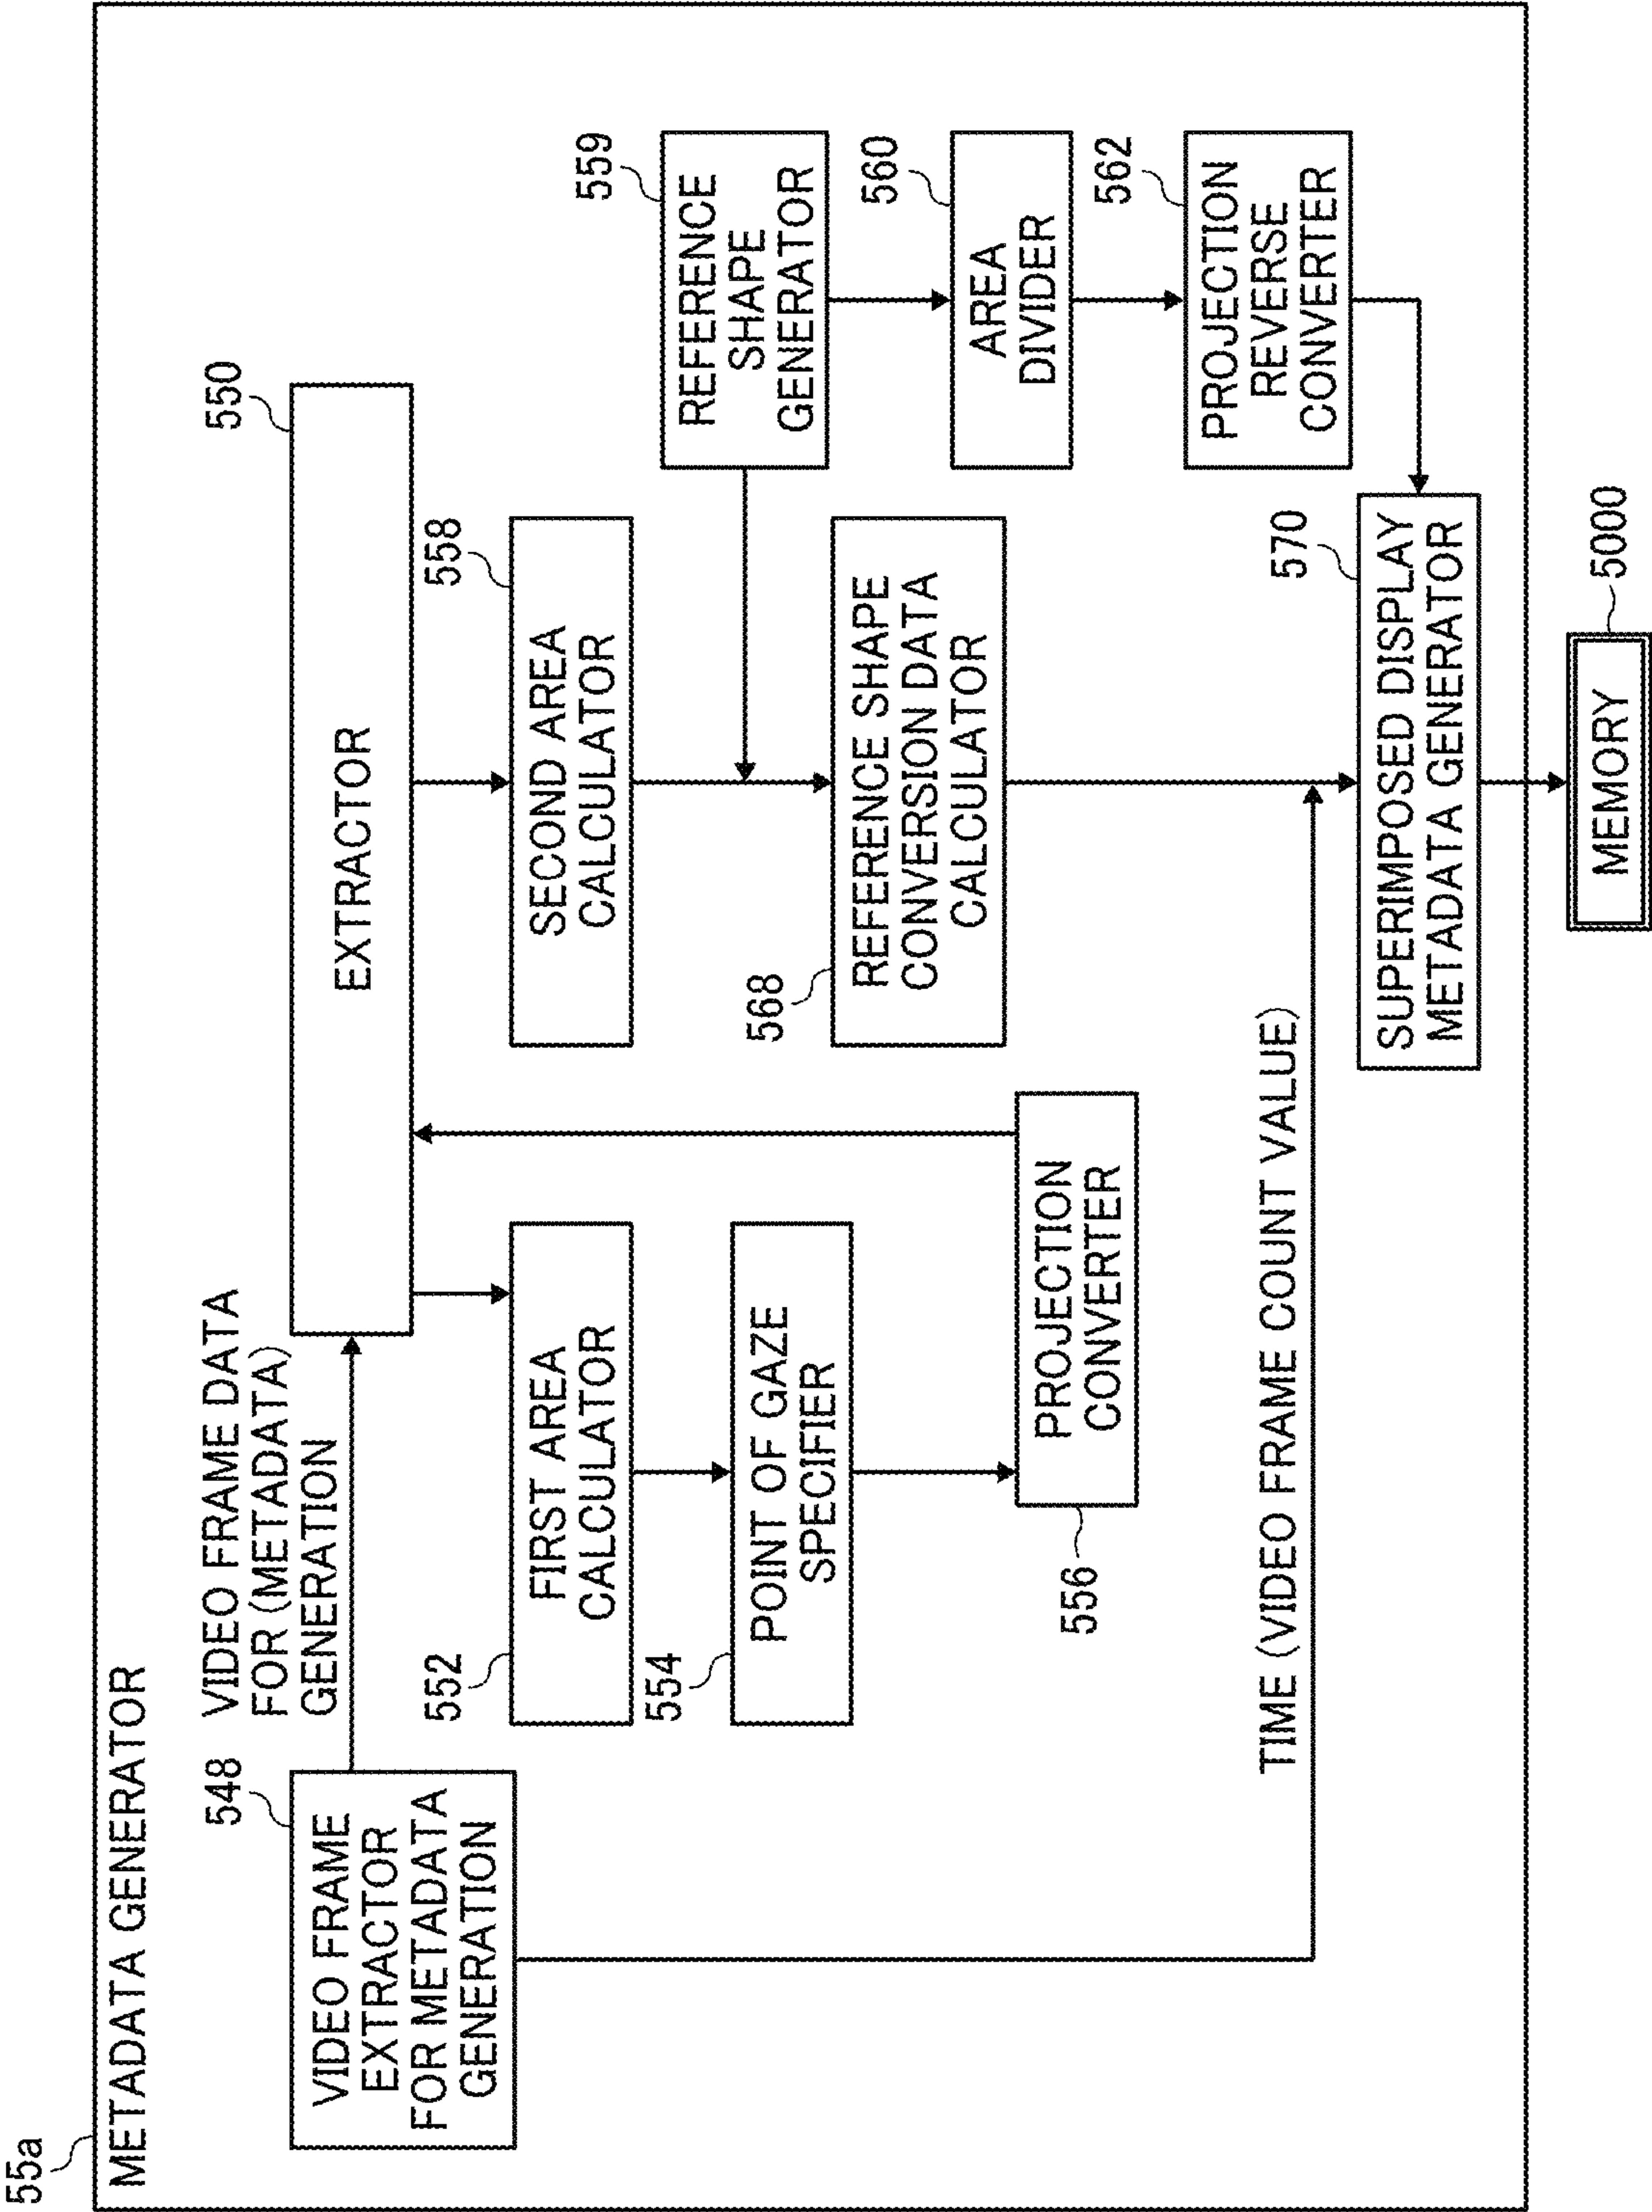 55a
METADATA GENERATOR
548
VIDEO FRAME
EXTRACTOR
FOR METADATA
GENERATION
VIDEO FRAME DATA
FOR (METADATA)
GENERATION
550
EXTRACTOR
552
FIRST AREA
CALCULATOR
554
POINT OF GAZE
SPECIFIER
556
PROJECTION
CONVERTER
558
SECOND AREA
CALCULATOR
559
REFERENCE
SHAPE
GENERATOR
568
REFERENCE SHAPE
CONVERSION DATA
CALCULATOR
560
AREA
DIVIDER
562
PROJECTION
REVERSE
CONVERTER
TIME (VIDEO FRAME COUNT VALUE)
570
SUPERIMPOSED DISPLAY
METADATA GENERATOR
5000
MEMORY